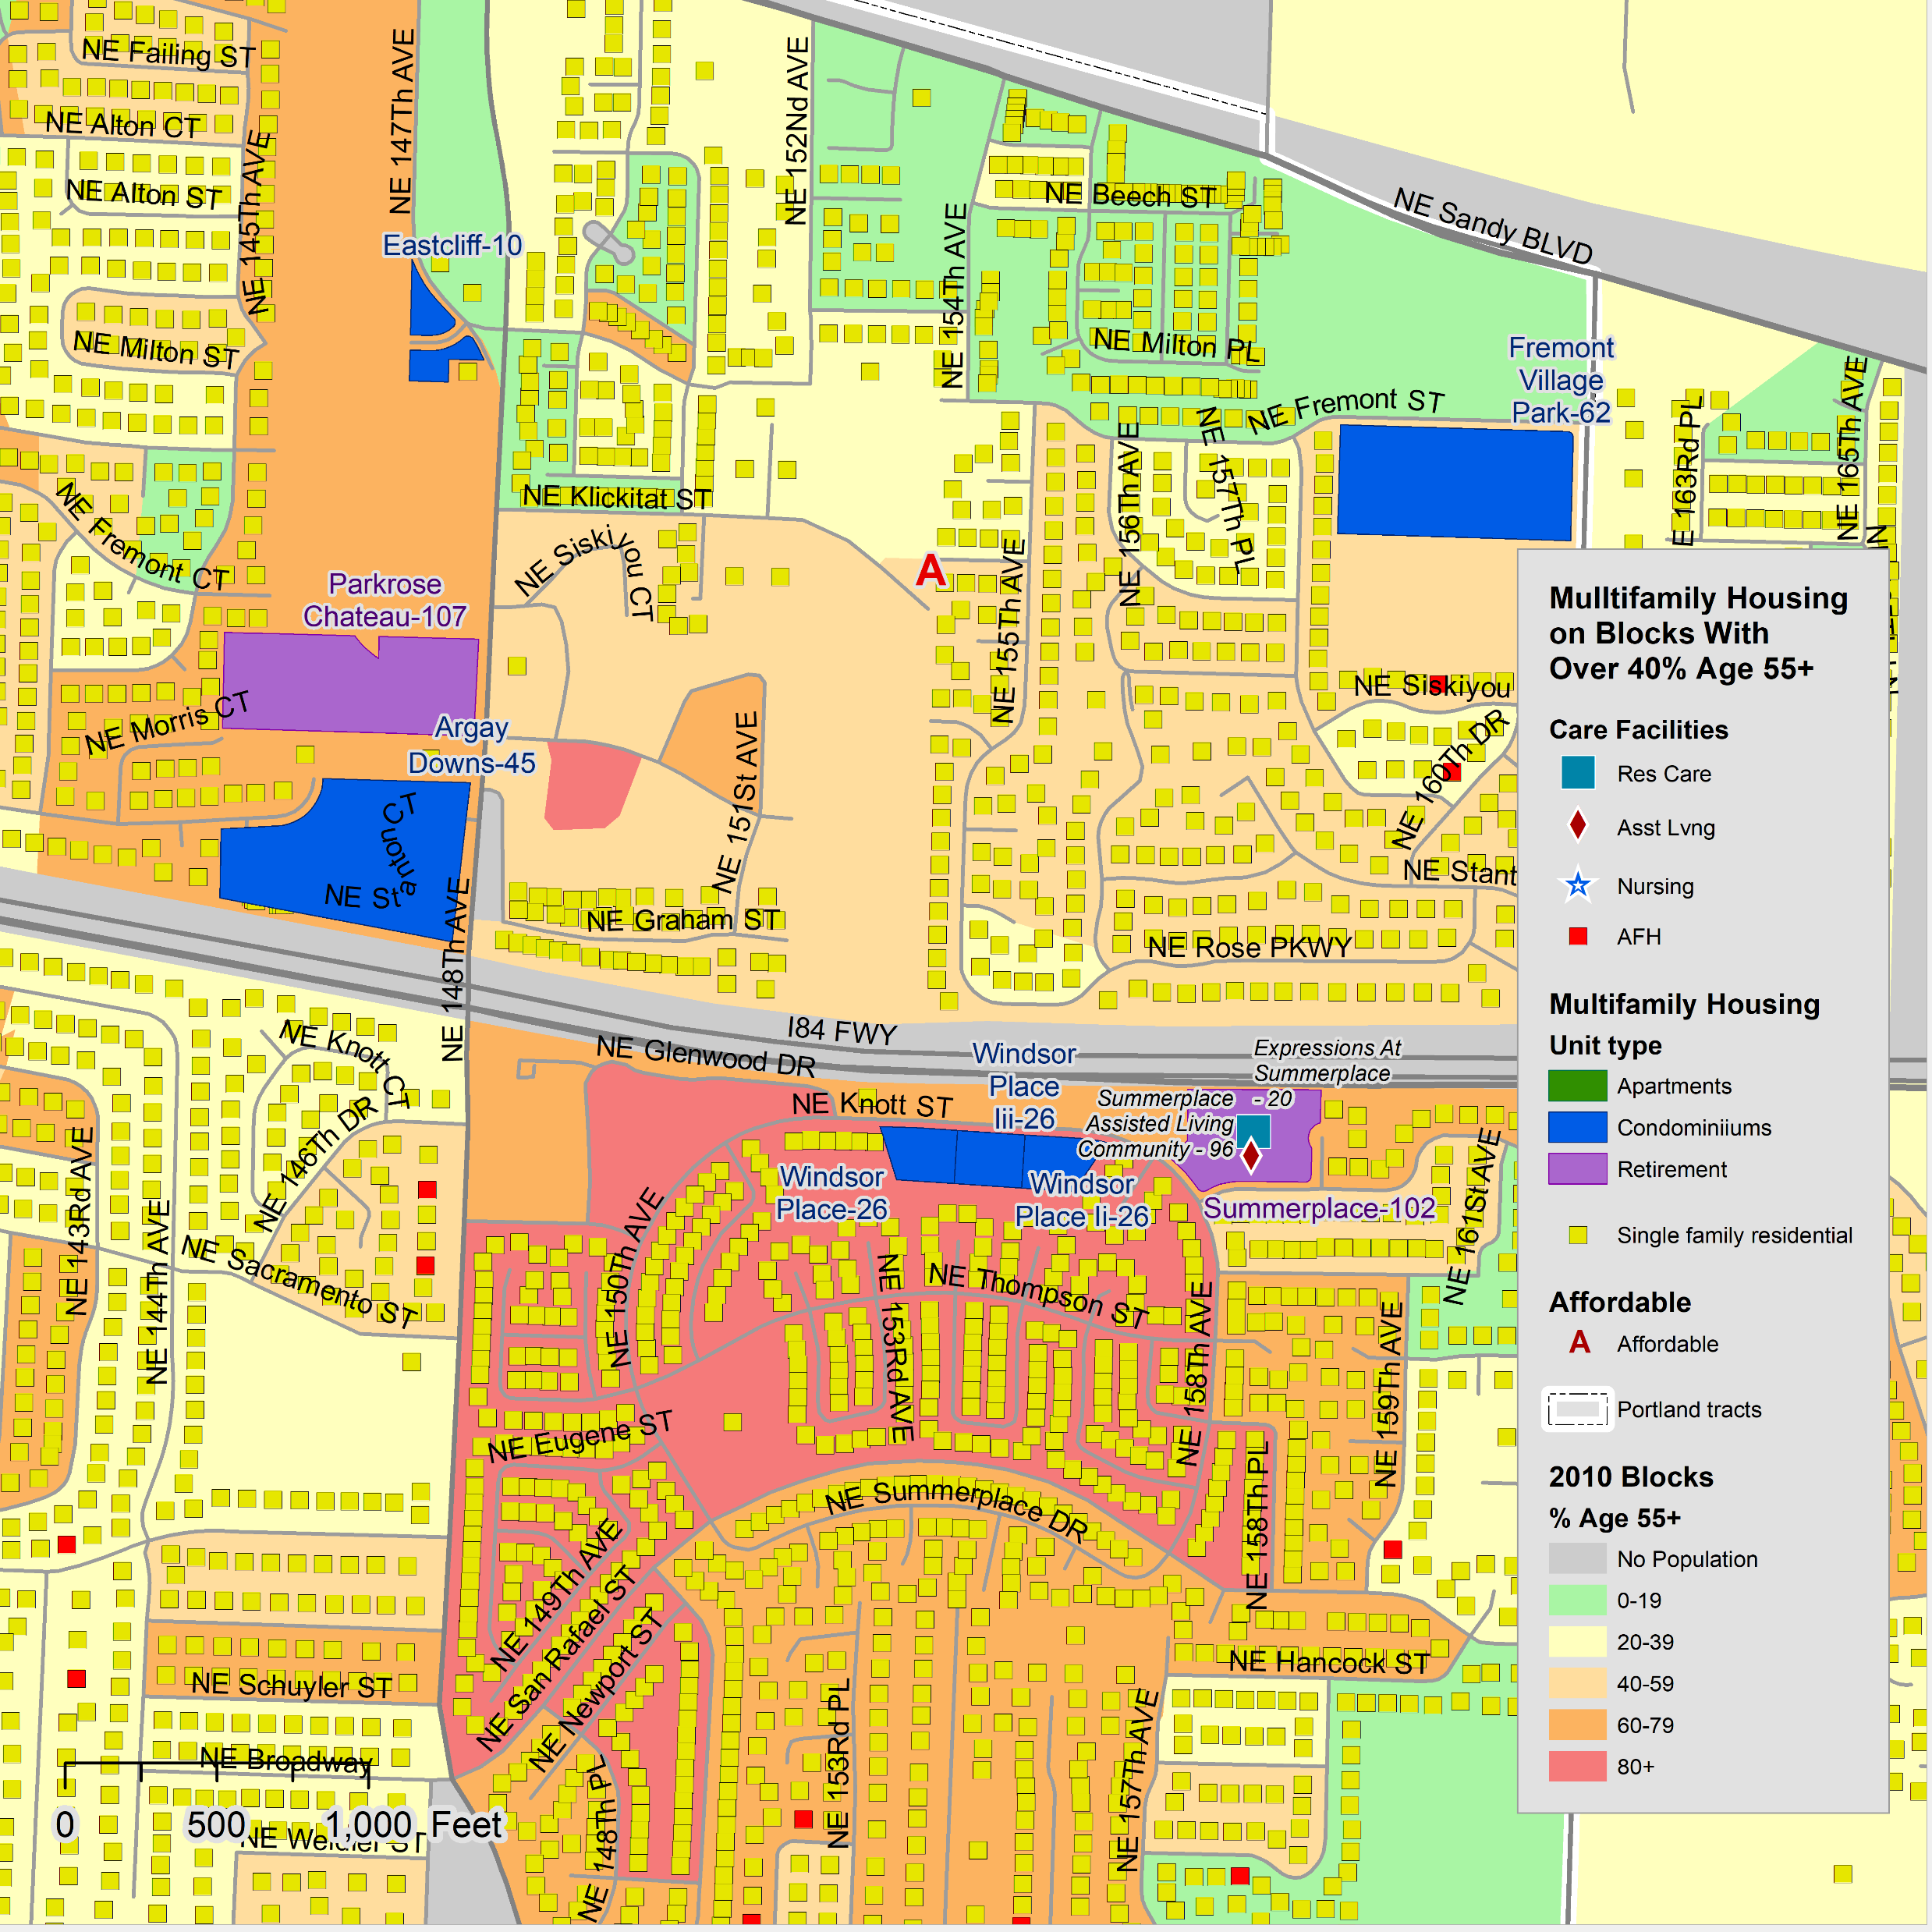 NE Failing ST
NE Alton CT
NE Alton ST
NE 145Th AVE
NE Milton ST
NE 147Th AVE
Eastcliff-10
NE 152Nd AVE
NE 154Th AVE
NE Beech ST
NE Milton PL
NE Sandy BLVD
Fremont
Village
Park-62
NE Fremont ST
NE 157Th PL
NE 156Th AVE
NE 155Th AVE
E 163Rd PL
NE 165Th AVE
NE Klickitat ST
NE Siskiyou CT
NE Fremont CT
Parkrose
Chateau-107
A
NE Morris CT
Argay
Downs-45
NE Stanton CT
NE 151St AVE
NE Graham ST
NE 148Th AVE
NE Siskiyou
NE 160Th DR
NE Stant
NE Rose PKWY
I84 FWY
NE Glenwood DR
NE Knott ST
Windsor
Place
Iii-26
Expressions At
Summerplace
- 20
Summerplace
Assisted Living
Community - 96
Windsor
Place-26
Windsor
Place Ii-26
Summerplace-102
NE Knott CT
NE 146Th DR
NE 143Rd AVE
NE 144Th AVE
NE Sacramento ST
NE 150Th AVE
NE 153Rd AVE
NE Thompson ST
NE 158Th AVE
NE 159Th AVE
NE 161St AVE
NE Eugene ST
NE Summerplace DR
NE 158Th PL
NE 149Th AVE
NE San Rafael ST
NE Newport ST
NE 148Th PL
NE 153Rd PL
NE 157Th AVE
NE Hancock ST
NE Schuyler ST
NE Broadway
NE Weidler ST
0 500 1,000 Feet
Mulltifamily Housing
on Blocks With
Over 40% Age 55+
Care Facilities
Res Care
Asst Lvng
Nursing
AFH
Multifamily Housing
Unit type
Apartments
Condominiiums
Retirement
Single family residential
Affordable
A Affordable
Portland tracts
2010 Blocks
% Age 55+
No Population
0-19
20-39
40-59
60-79
80+